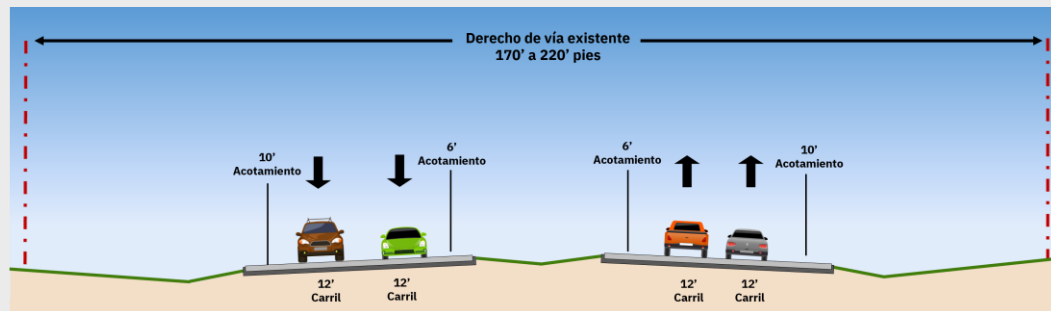 Derecho de vía existente
170' a 220' pies
10'
Acotamiento
6'
Acotamiento
6'
Acotamiento
10'
Acotamiento
12'
Carril
12'
Carril
12'
Carril
12'
Carril